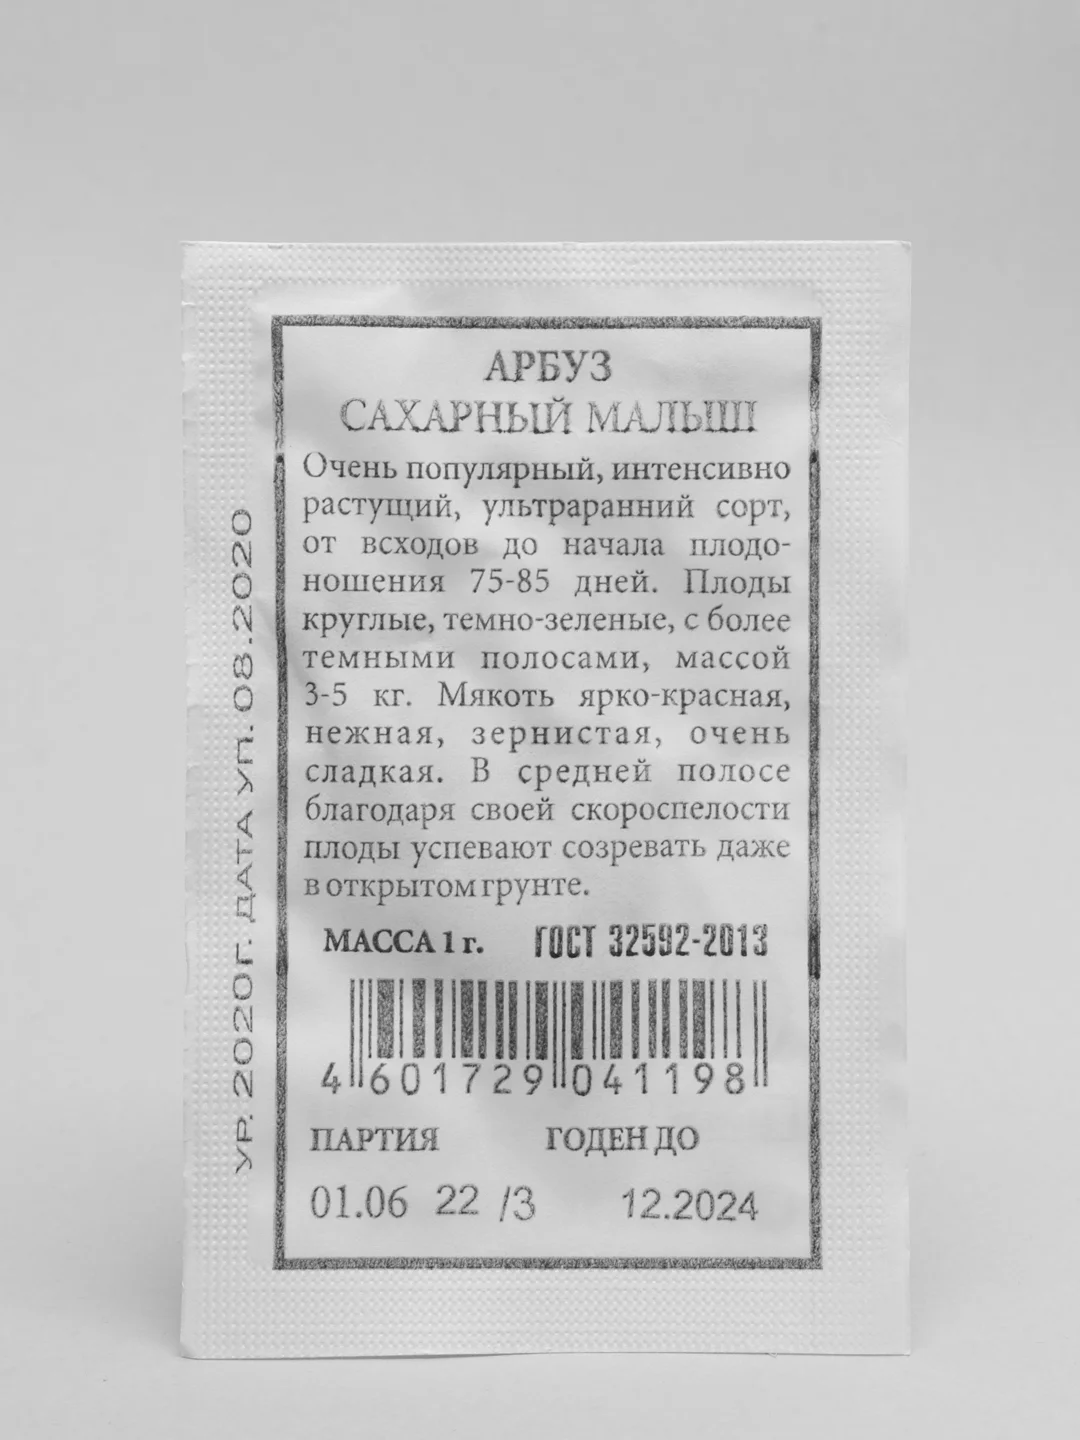 АРБУЗ
САХАРНЫЙ МАЛЫШ
Очень популярный, интенсивно
растущий, ультраранний сорт,
от всходов до начала плодо-
ношения 75-85 дней. Плоды
круглые, темно-зеленые, с более
темными полосами, массой
3-5 кг. Мякоть ярко-красная,
нежная, зернистая, очень
сладкая. В средней полосе
благодаря своей скороспелости
плоды успевают созревать даже
в открытом грунте.
МАССА 1 г. ГОСТ 32592-2013
4 601729 041198
ПАРТИЯ ГОДЕН ДО
01.06 22 /3 12.2024
УР. 2020г. ДАТА УП. 08.2020